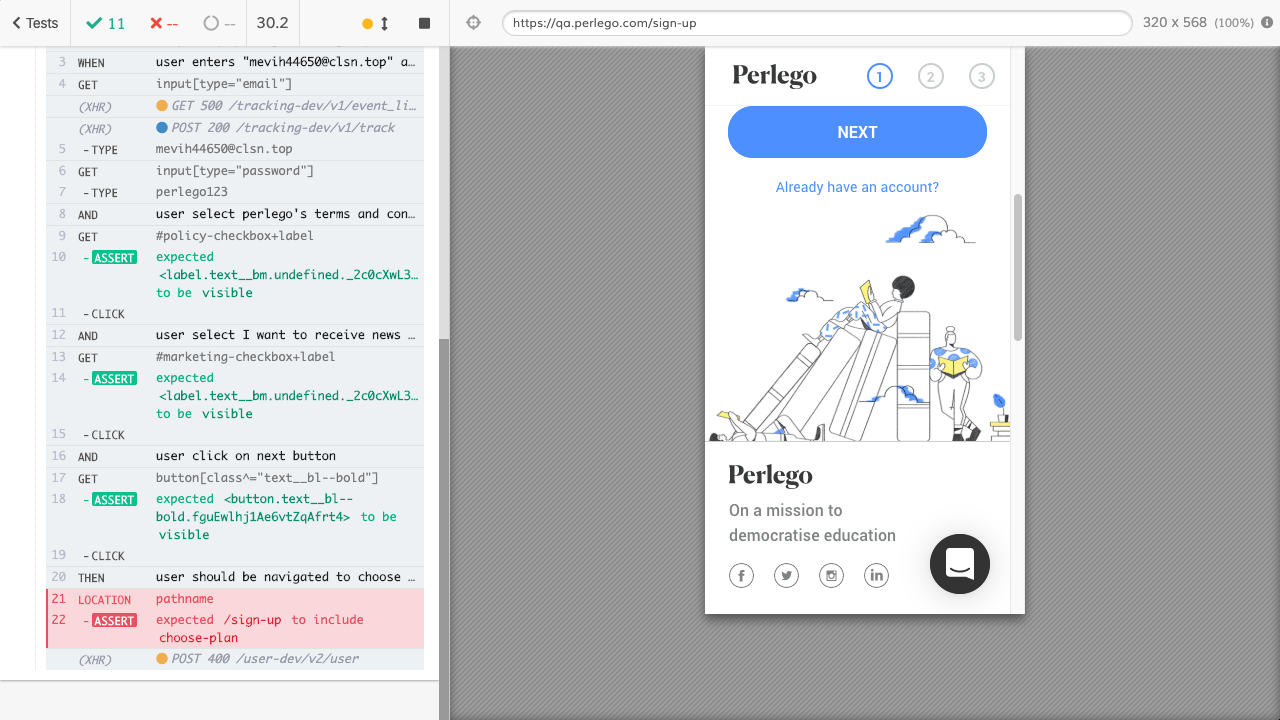 Tests
11
--
--
30.2
https://qa.perlego.com/sign-up
320 x 568 (100%)
3 WHEN user enters "mevih44650@clsn.top" a…
4 GET input[type="email"]
(XHR) GET 500 /tracking-dev/v1/event_li…
(XHR) POST 200 /tracking-dev/v1/track
5 -TYPE mevih44650@clsn.top
6 GET input[type="password"]
7 -TYPE perlego123
8 AND user select perlego's terms and con…
9 GET #policy-checkbox+label
10 -ASSERT expected
<label.text__bm.undefined._2c0cXwL3…
to be visible
11 -CLICK
12 AND user select I want to receive news …
13 GET #marketing-checkbox+label
14 -ASSERT expected
<label.text__bm.undefined._2c0cXwL3…
to be visible
15 -CLICK
16 AND user click on next button
17 GET button[class^="text__bl--bold"]
18 -ASSERT expected <button.text__bl--
bold.fguEwlhj1Ae6vtZqAfrt4> to be
visible
19 -CLICK
20 THEN user should be navigated to choose …
21 LOCATION pathname
22 -ASSERT expected /sign-up to include
choose-plan
(XHR) POST 400 /user-dev/v2/user
Perlego 1 2 3
NEXT
Already have an account?
Perlego
On a mission to
democratise education